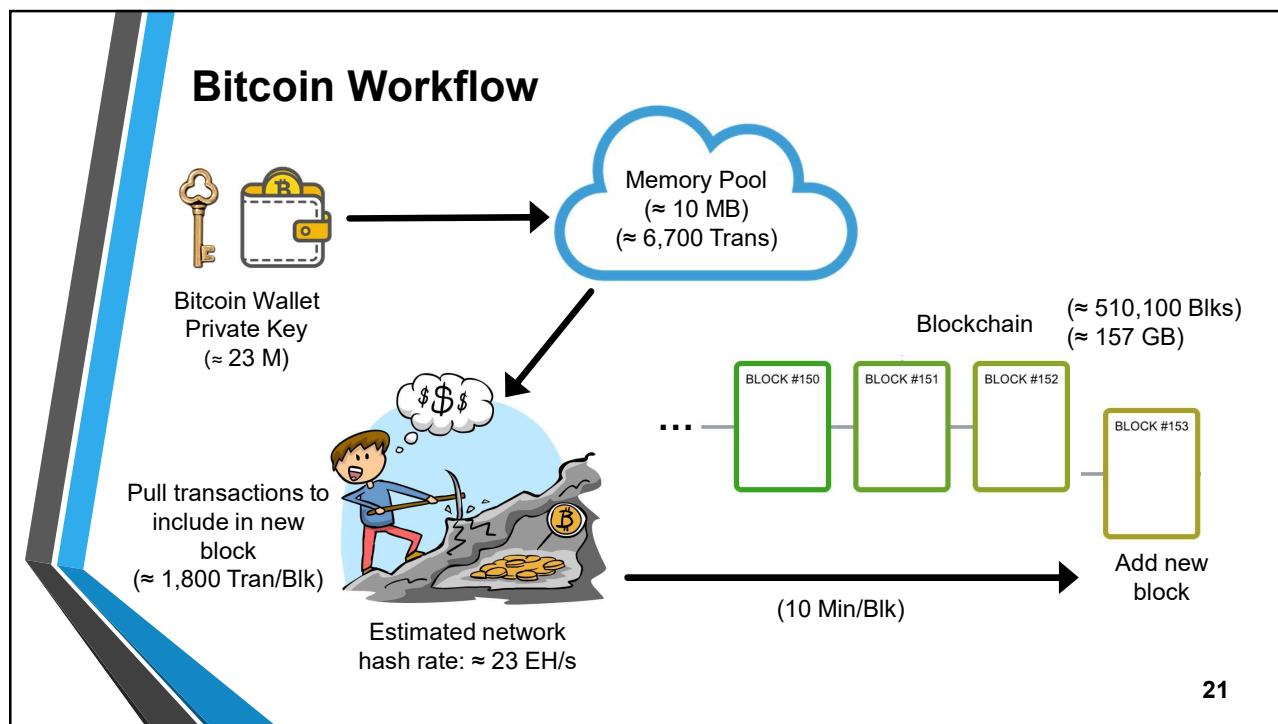 Bitcoin Workflow
Bitcoin Wallet
Private Key
(≈ 23 M)
Memory Pool
(≈ 10 MB)
(≈ 6,700 Trans)
$ $ $
Pull transactions to
include in new
block
(≈ 1,800 Tran/Blk)
Estimated network
hash rate: ≈ 23 EH/s
Blockchain
(≈ 510,100 Blks)
(≈ 157 GB)
...
BLOCK #150
BLOCK #151
BLOCK #152
BLOCK #153
Add new
block
(10 Min/Blk)
21